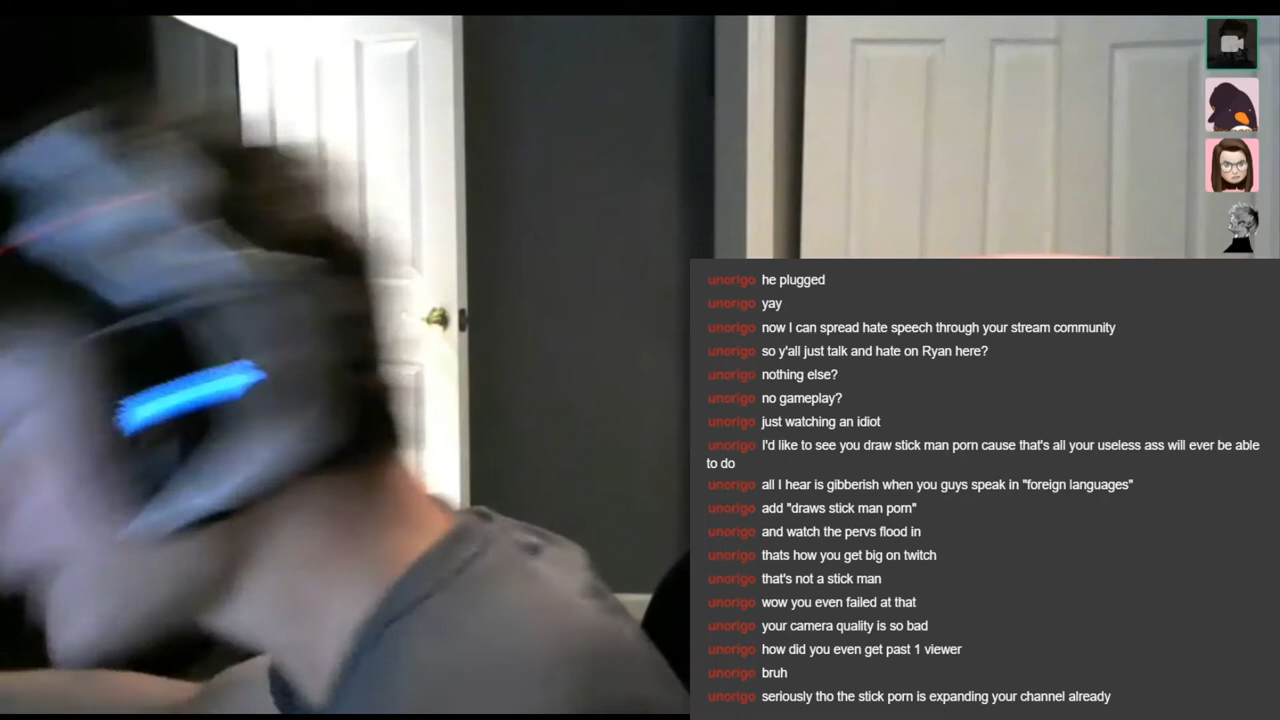 unorigo he plugged
unorigo yay
unorigo now I can spread hate speech through your stream community
unorigo so y'all just talk and hate on Ryan here?
unorigo nothing else?
unorigo no gameplay?
unorigo just watching an idiot
unorigo I'd like to see you draw stick man porn cause that's all your useless ass will ever be able
to do
unorigo all I hear is gibberish when you guys speak in "foreign languages"
unorigo add "draws stick man porn"
unorigo and watch the pervs flood in
unorigo thats how you get big on twitch
unorigo that's not a stick man
unorigo wow you even failed at that
unorigo your camera quality is so bad
unorigo how did you even get past 1 viewer
unorigo bruh
unorigo seriously tho the stick porn is expanding your channel already